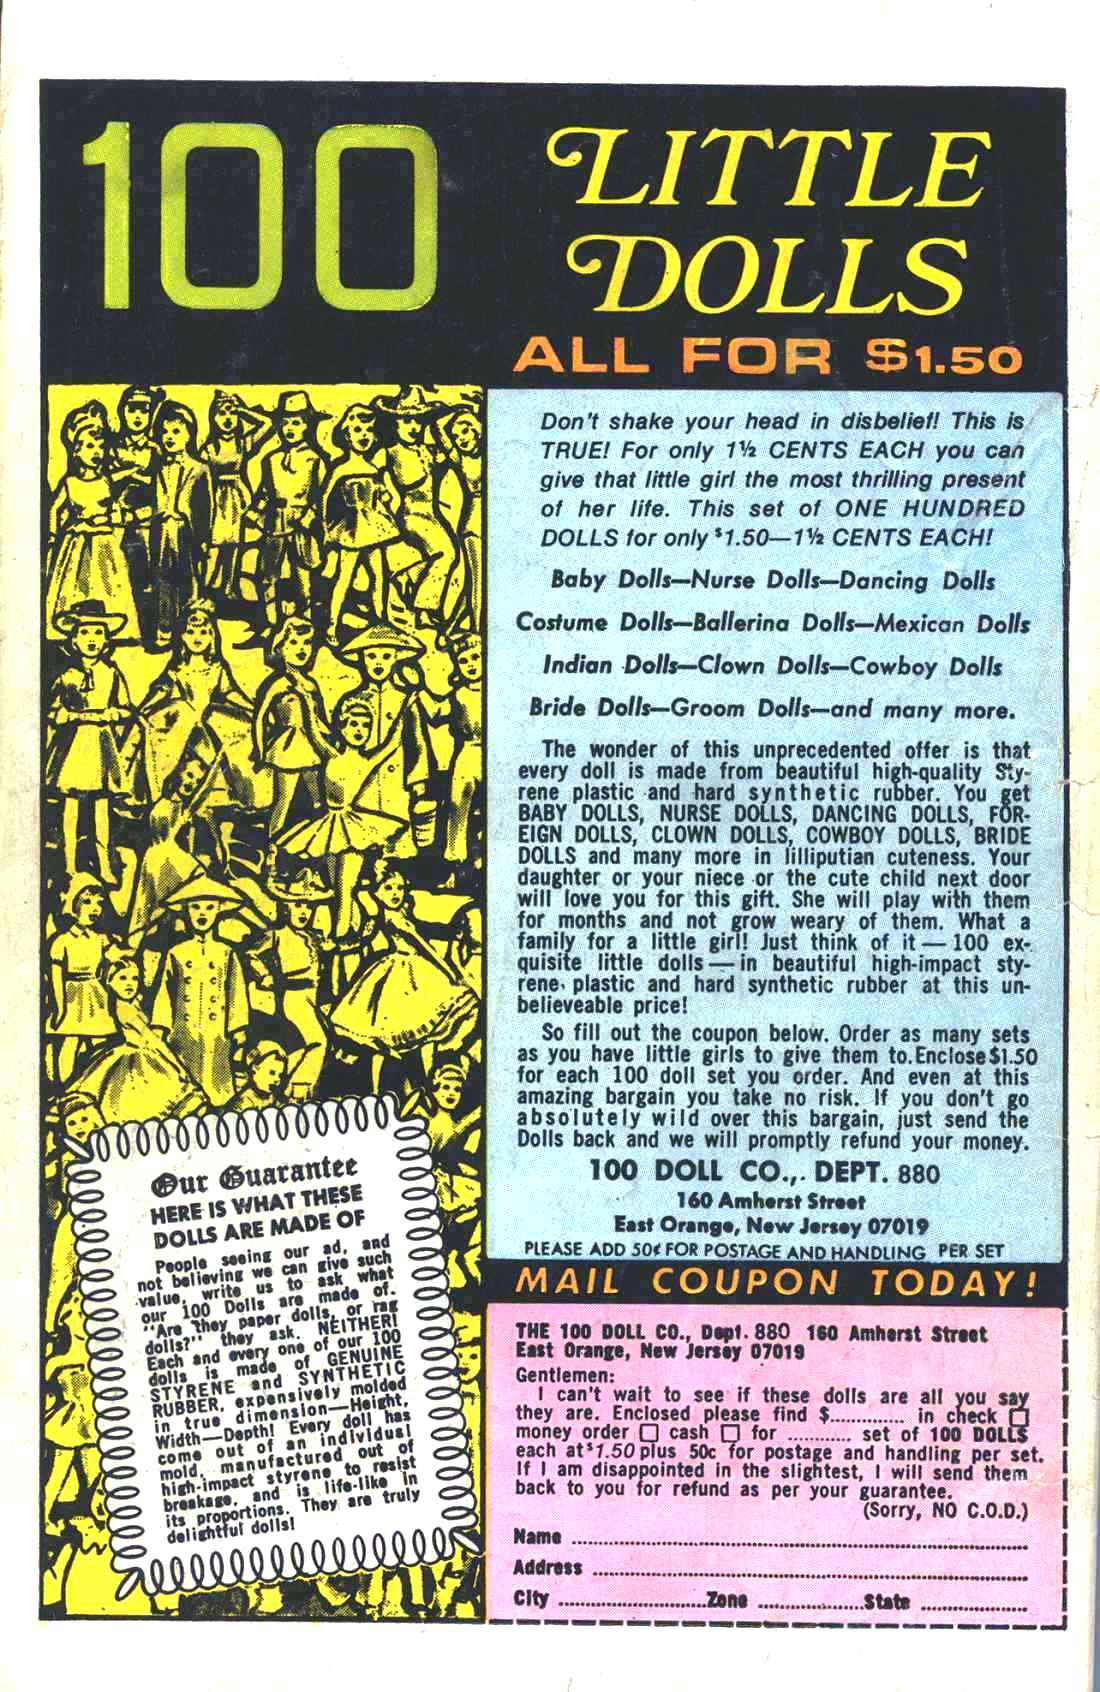 100
LITTLE
DOLLS
ALL FOR $1.50
Don't shake your head in disbelief! This is
TRUE! For only 1½ CENTS EACH you can
give that little girl the most thrilling present
of her life. This set of ONE HUNDRED
DOLLS for only $1.50—1½ CENTS EACH!
Baby Dolls—Nurse Dolls—Dancing Dolls
Costume Dolls—Ballerina Dolls—Mexican Dolls
Indian Dolls—Clown Dolls—Cowboy Dolls
Bride Dolls—Groom Dolls—and many more.
The wonder of this unprecedented offer is that
every doll is made from beautiful high-quality Sty-
rene plastic and hard synthetic rubber. You get
BABY DOLLS, NURSE DOLLS, DANCING DOLLS, FOR-
EIGN DOLLS, CLOWN DOLLS, COWBOY DOLLS, BRIDE
DOLLS and many more in lilliputian cuteness. Your
daughter or your niece or the cute child next door
will love you for this gift. She will play with them
for months and not grow weary of them. What a
family for a little girl! Just think of it — 100 ex-
quisite little dolls — in beautiful high-impact sty-
rene plastic and hard synthetic rubber at this un-
believeable price!
So fill out the coupon below. Order as many sets
as you have little girls to give them to. Enclose $1.50
for each 100 doll set you order. And even at this
amazing bargain you take no risk. If you don't go
absolutely wild over this bargain, just send the
Dolls back and we will promptly refund your money.
100 DOLL CO.,. DEPT. 880
160 Amherst Street
East Orange, New Jersey 07019
PLEASE ADD 50¢ FOR POSTAGE AND HANDLING PER SET
Our Guarantee
HERE IS WHAT THESE
DOLLS ARE MADE OF
People seeing our ad, and
not believing we can give such
value, write us to ask what
our 100 Dolls are made of.
"Are they paper dolls, or rag
dolls?" they ask. NEITHER!
Each and every one of our 100
dolls is made of GENUINE
STYRENE and SYNTHETIC
RUBBER, expensively molded
in true dimension—Height,
Width—Depth! Every doll has
come out of an individual
mold, manufactured out of
high-impact styrene to resist
breakage, and is life-like in
its proportions. They are truly
delightful dolls!
MAIL COUPON TODAY!
THE 100 DOLL CO., Dept. 880 160 Amherst Street
East Orange, New Jersey 07019
Gentlemen:
I can't wait to see if these dolls are all you say
they are. Enclosed please find $............. in check □
money order □ cash □ for ........... set of 100 DOLLS
each at $1.50 plus 50c for postage and handling per set.
If I am disappointed in the slightest, I will send them
back to you for refund as per your guarantee.
(Sorry, NO C.O.D.)
Name ..........................................................
Address ......................................................
City ..........................Zone ..................State ..................